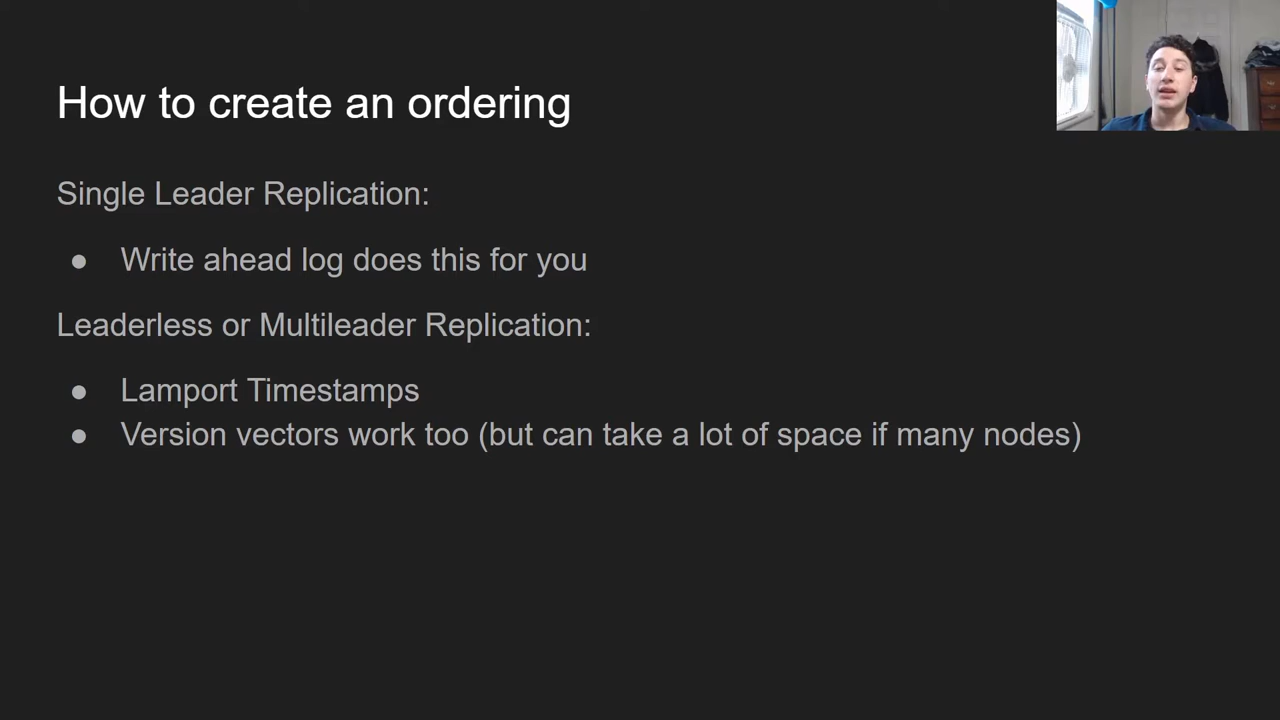 How to create an ordering
Single Leader Replication:
● Write ahead log does this for you
Leaderless or Multileader Replication:
● Lamport Timestamps
● Version vectors work too (but can take a lot of space if many nodes)